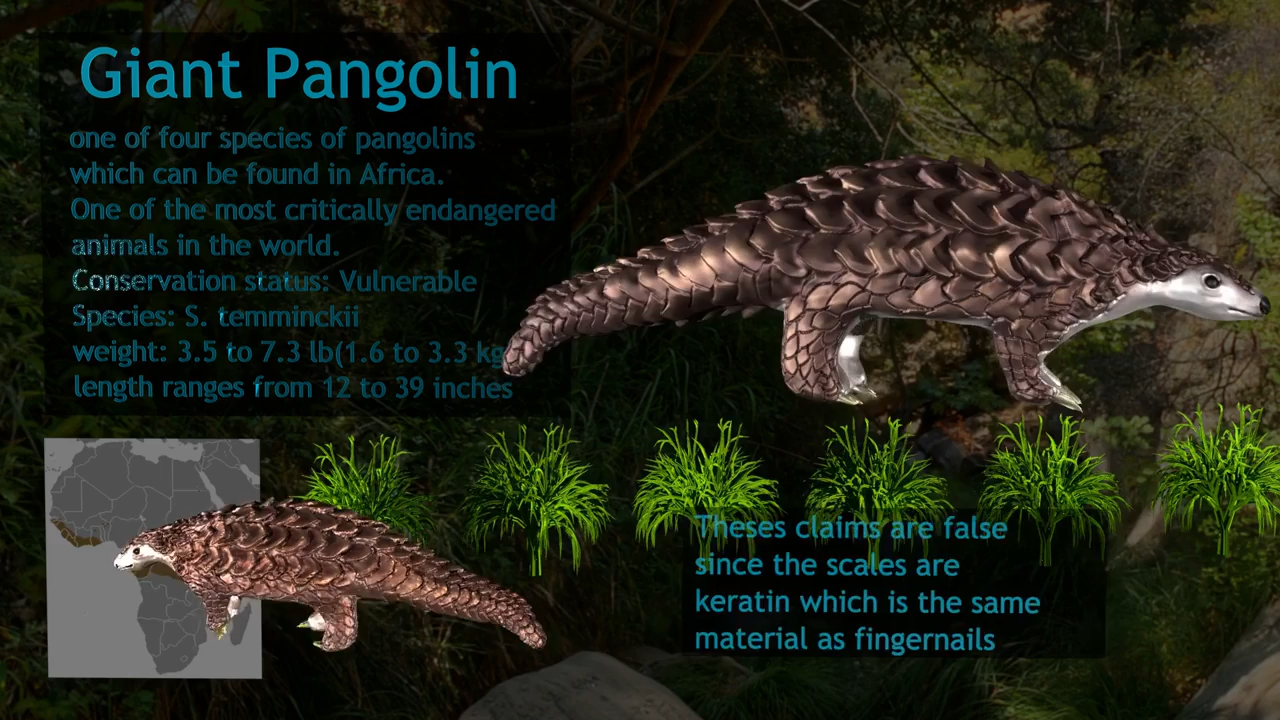 Giant Pangolin
one of four species of pangolins
which can be found in Africa.
One of the most critically endangered
animals in the world.
Conservation status: Vulnerable
Species: S. temminckii
weight: 3.5 to 7.3 lb(1.6 to 3.3 kg
length ranges from 12 to 39 inches
Theses claims are false
since the scales are
keratin which is the same
material as fingernails